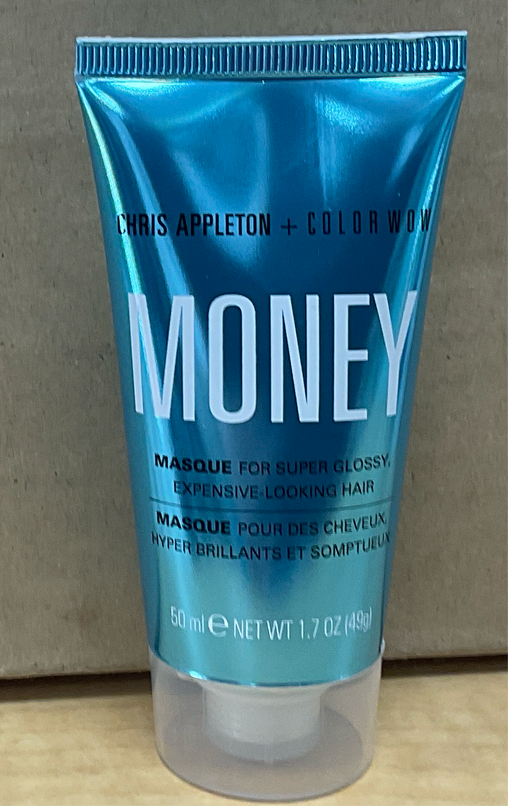 CHRIS APPLETON + COLOR WOW
MONEY
MASQUE FOR SUPER GLOSSY,
EXPENSIVE-LOOKING HAIR
MASQUE POUR DES CHEVEUX,
HYPER BRILLANTS ET SOMPTUEUX
50 ml ℮ NET WT 1.7 OZ (49g)